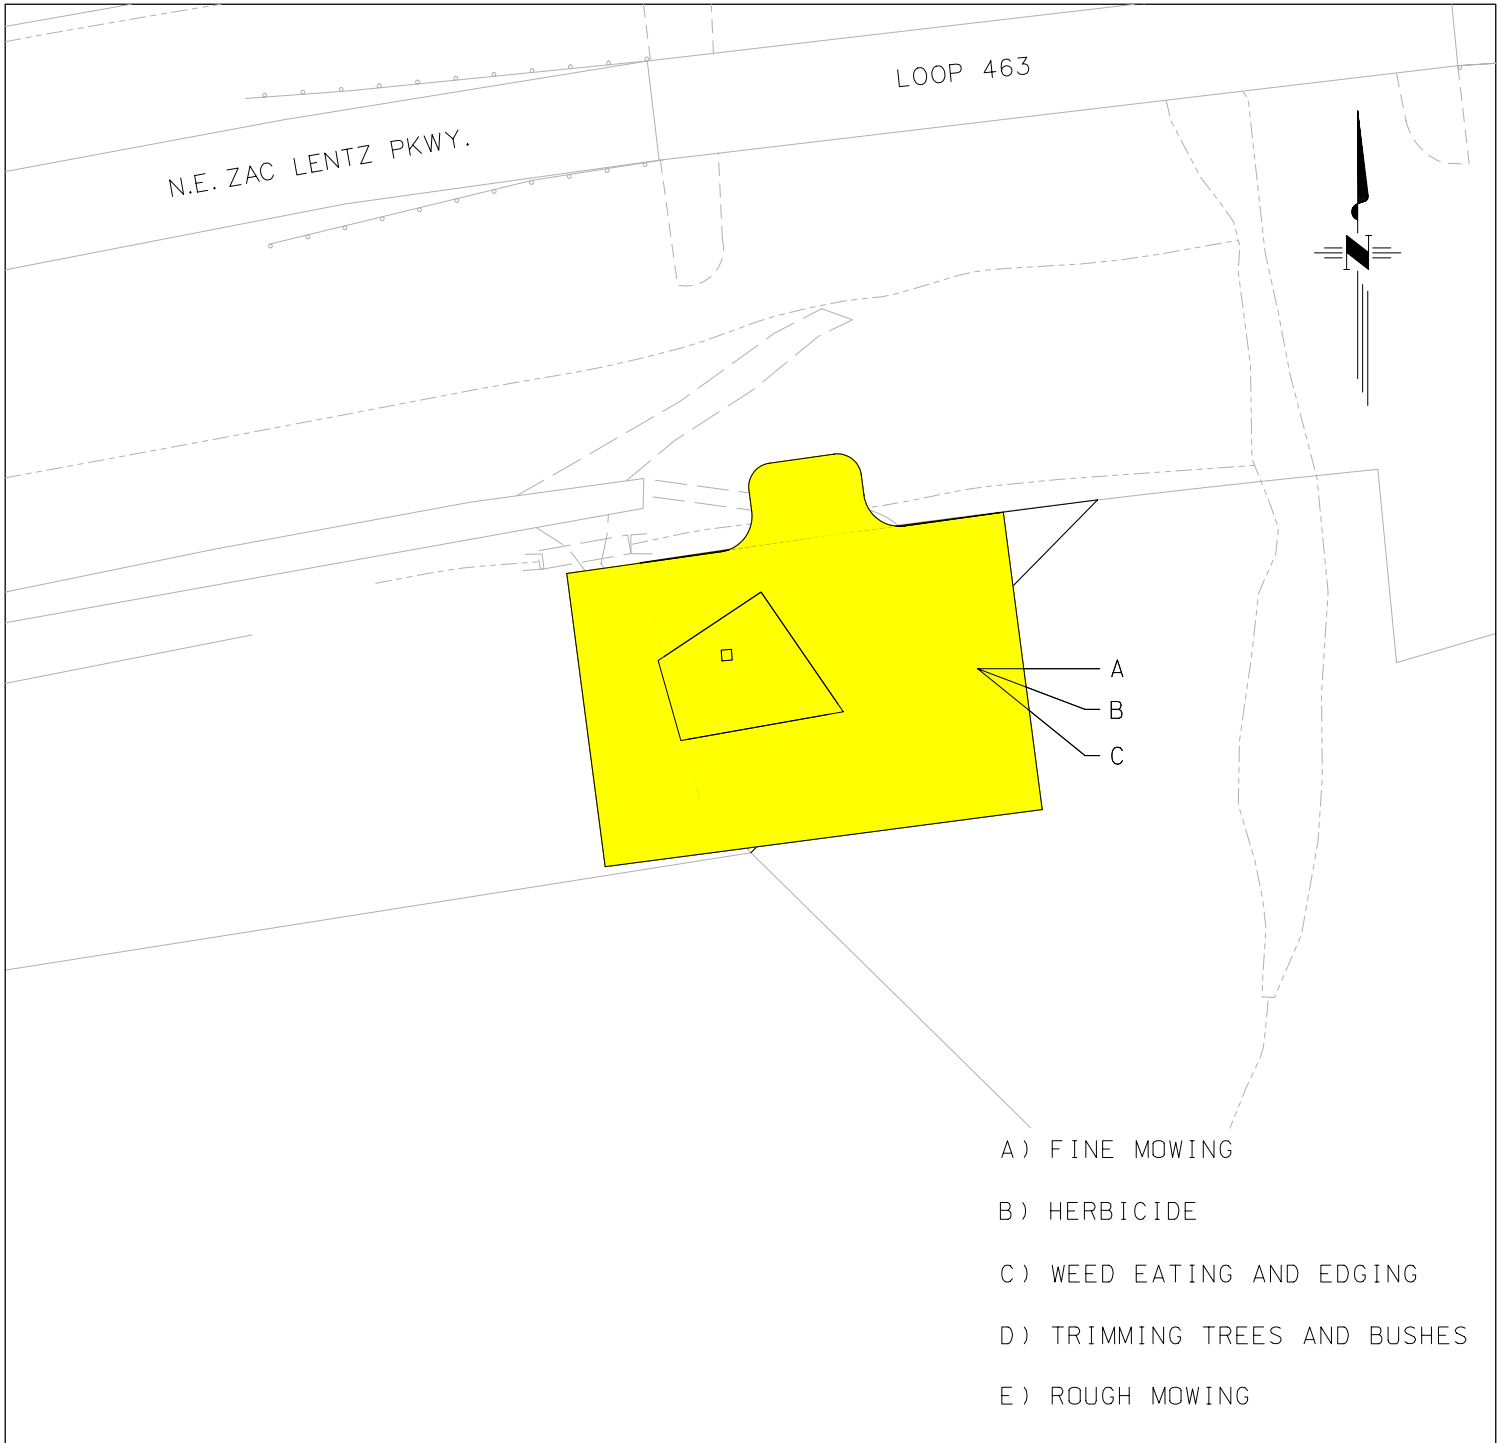 LOOP 463
N.E. ZAC LENTZ PKWY.
N
A
B
C
A) FINE MOWING
B) HERBICIDE
C) WEED EATING AND EDGING
D) TRIMMING TREES AND BUSHES
E) ROUGH MOWING